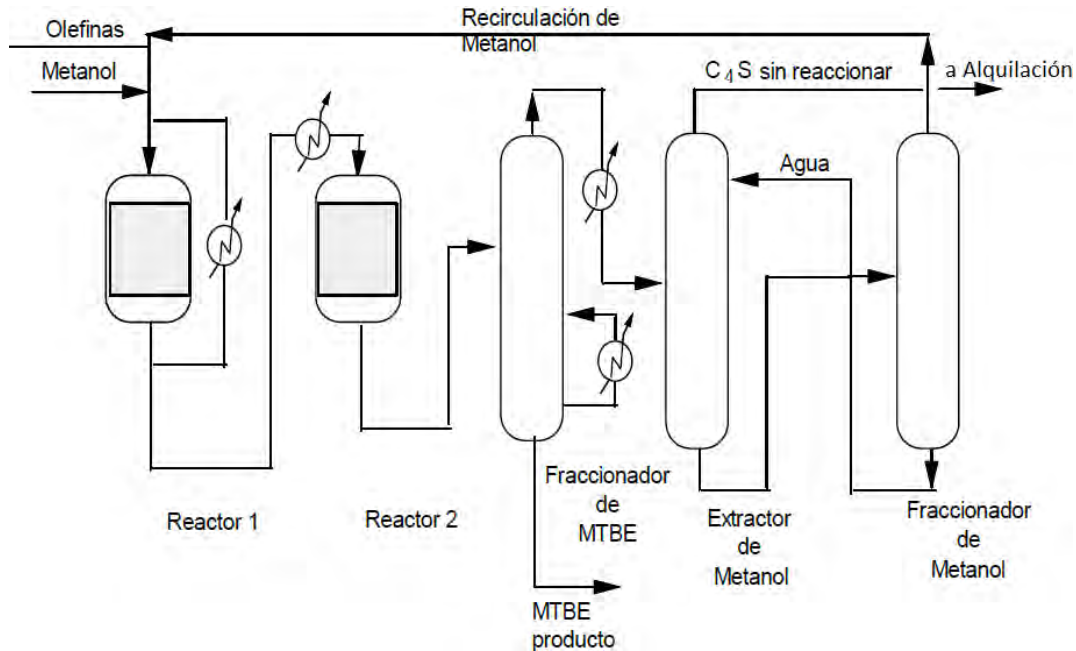 Recirculación de
Metanol
Olefinas
Metanol
C4S sin reaccionar
a Alquilación
Agua
Reactor 1
Reactor 2
Fraccionador
de
MTBE
Extractor
de
Metanol
Fraccionador
de
Metanol
MTBE
producto